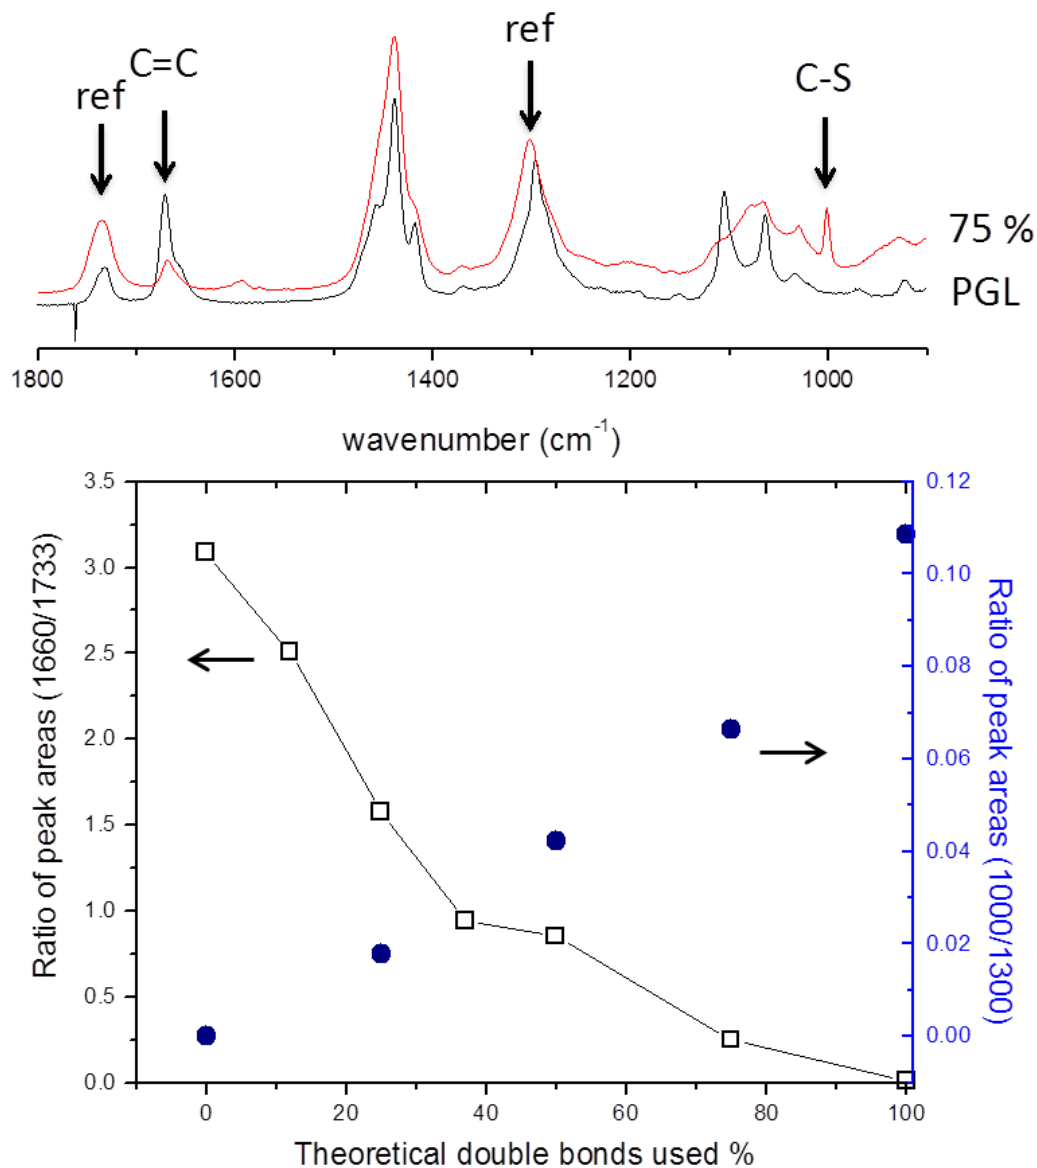 ref
C=C
ref
C-S
75 %
PGL
1800 1600 1400 1200 1000
wavenumber (cm⁻¹)
Ratio of peak areas (1660/1733)
3.5
3.0
2.5
2.0
1.5
1.0
0.5
0.0
0.12
0.10
0.08
0.06
0.04
0.02
0.00
Ratio of peak areas (1000/1300)
0 20 40 60 80 100
Theoretical double bonds used %